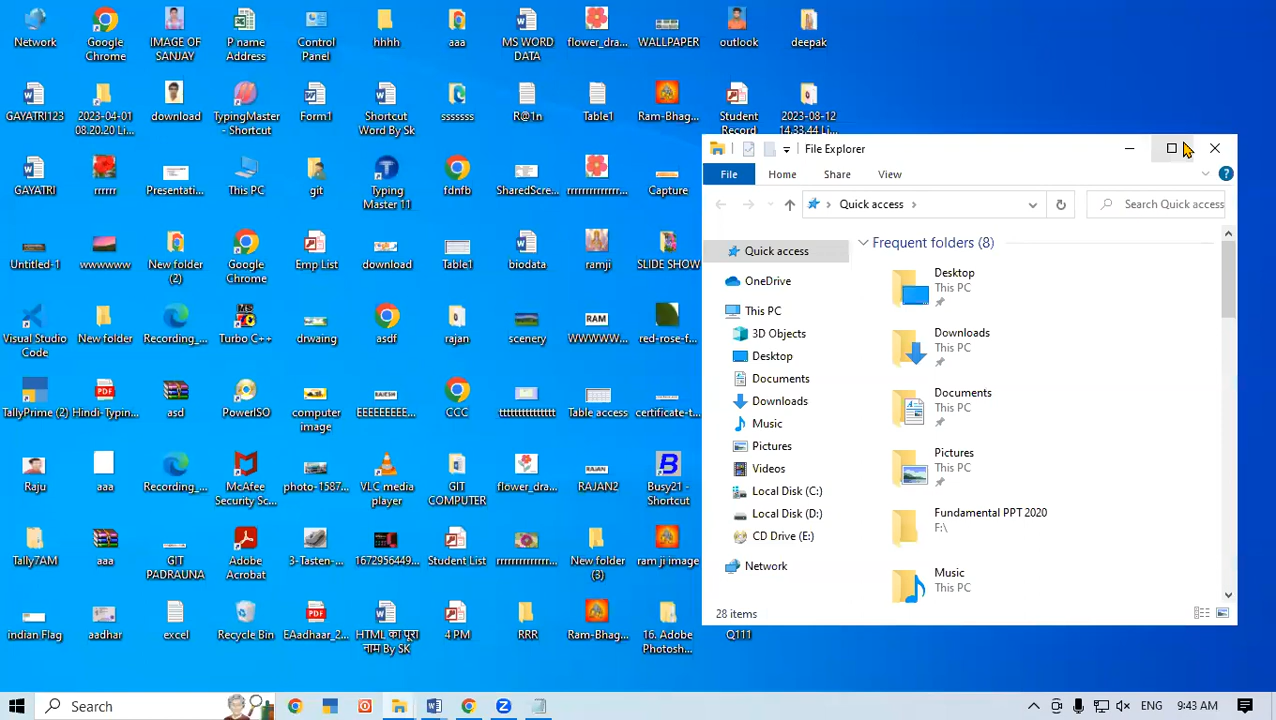 Network
Google Chrome
IMAGE OF SANJAY
P name Address
Control Panel
hhhh
aaa
MS WORD DATA
flower_dra...
WALLPAPER
outlook
deepak
GAYATRI123
2023-04-01 08.20.20 Li...
download
TypingMaster - Shortcut
Form1
Shortcut Word By Sk
sssssss
R@1n
Table1
Ram-Bhag...
Student Record
2023-08-12 14.33.44 Li...
GAYATRI
rrrrr
Presentati...
This PC
git
Typing Master 11
fdnfb
SharedScre...
Capture
Untitled-1
wwwwww
New folder (2)
Google Chrome
Emp List
download
Table1
biodata
ramji
SLIDE SHOW
Visual Studio Code
New folder
Recording_...
Turbo C++
drwaing
asdf
rajan
scenery
RAM
WWWWW...
red-rose-f...
TallyPrime (2)
Hindi-Typin...
asd
PowerISO
computer image
RAJESH
EEEEEEEEE...
CCC
Table access
certificate-t...
Raju
aaa
Recording_...
McAfee Security Sc...
photo-1587...
VLC media player
GIT COMPUTER
flower_dra...
RAJAN
RAJAN2
Busy21 - Shortcut
Tally7AM
aaa
GIT PADRAUNA
Adobe Acrobat
3-Tasten-...
1672956449...
Student List
New folder (3)
ram ji image
indian Flag
aadhar
excel
Recycle Bin
EAadhaar_2...
HTML का पूरा नाम By SK
4 PM
RRR
Ram-Bhag...
16. Adobe Photosh...
Q111
File Explorer
File Home Share View
Quick access
Search Quick access
Quick access
OneDrive
This PC
3D Objects
Desktop
Documents
Downloads
Music
Pictures
Videos
Local Disk (C:)
Local Disk (D:)
CD Drive (E:)
Network
Frequent folders (8)
Desktop
This PC
Downloads
This PC
Documents
This PC
Pictures
This PC
Fundamental PPT 2020
F:\
Music
This PC
28 items
Search
ENG
9:43 AM